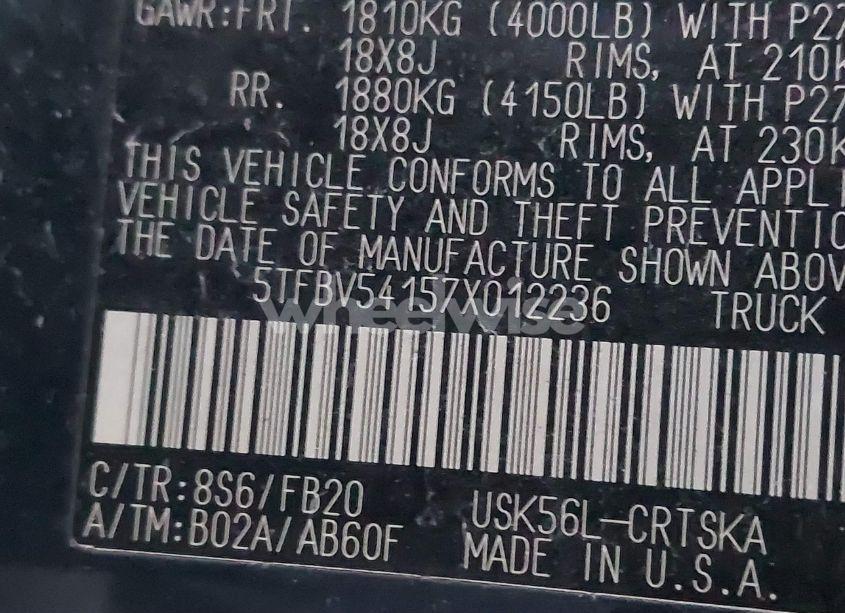 GAWR:FRT. 1810KG (4000LB) WITH P27
18X8J RIMS, AT 210K
RR. 1880KG (4150LB) WITH P27
18X8J RIMS, AT 230K
THIS VEHICLE CONFORMS TO ALL APPLI
VEHICLE SAFETY AND THEFT PREVENTIO
THE DATE OF MANUFACTURE SHOWN ABOV
5TFBV54157X012236 TRUCK
wheelwise
C/TR:8S6/FB20 USK56L-CRTSKA
A/TM:B02A/AB60F MADE IN U.S.A.